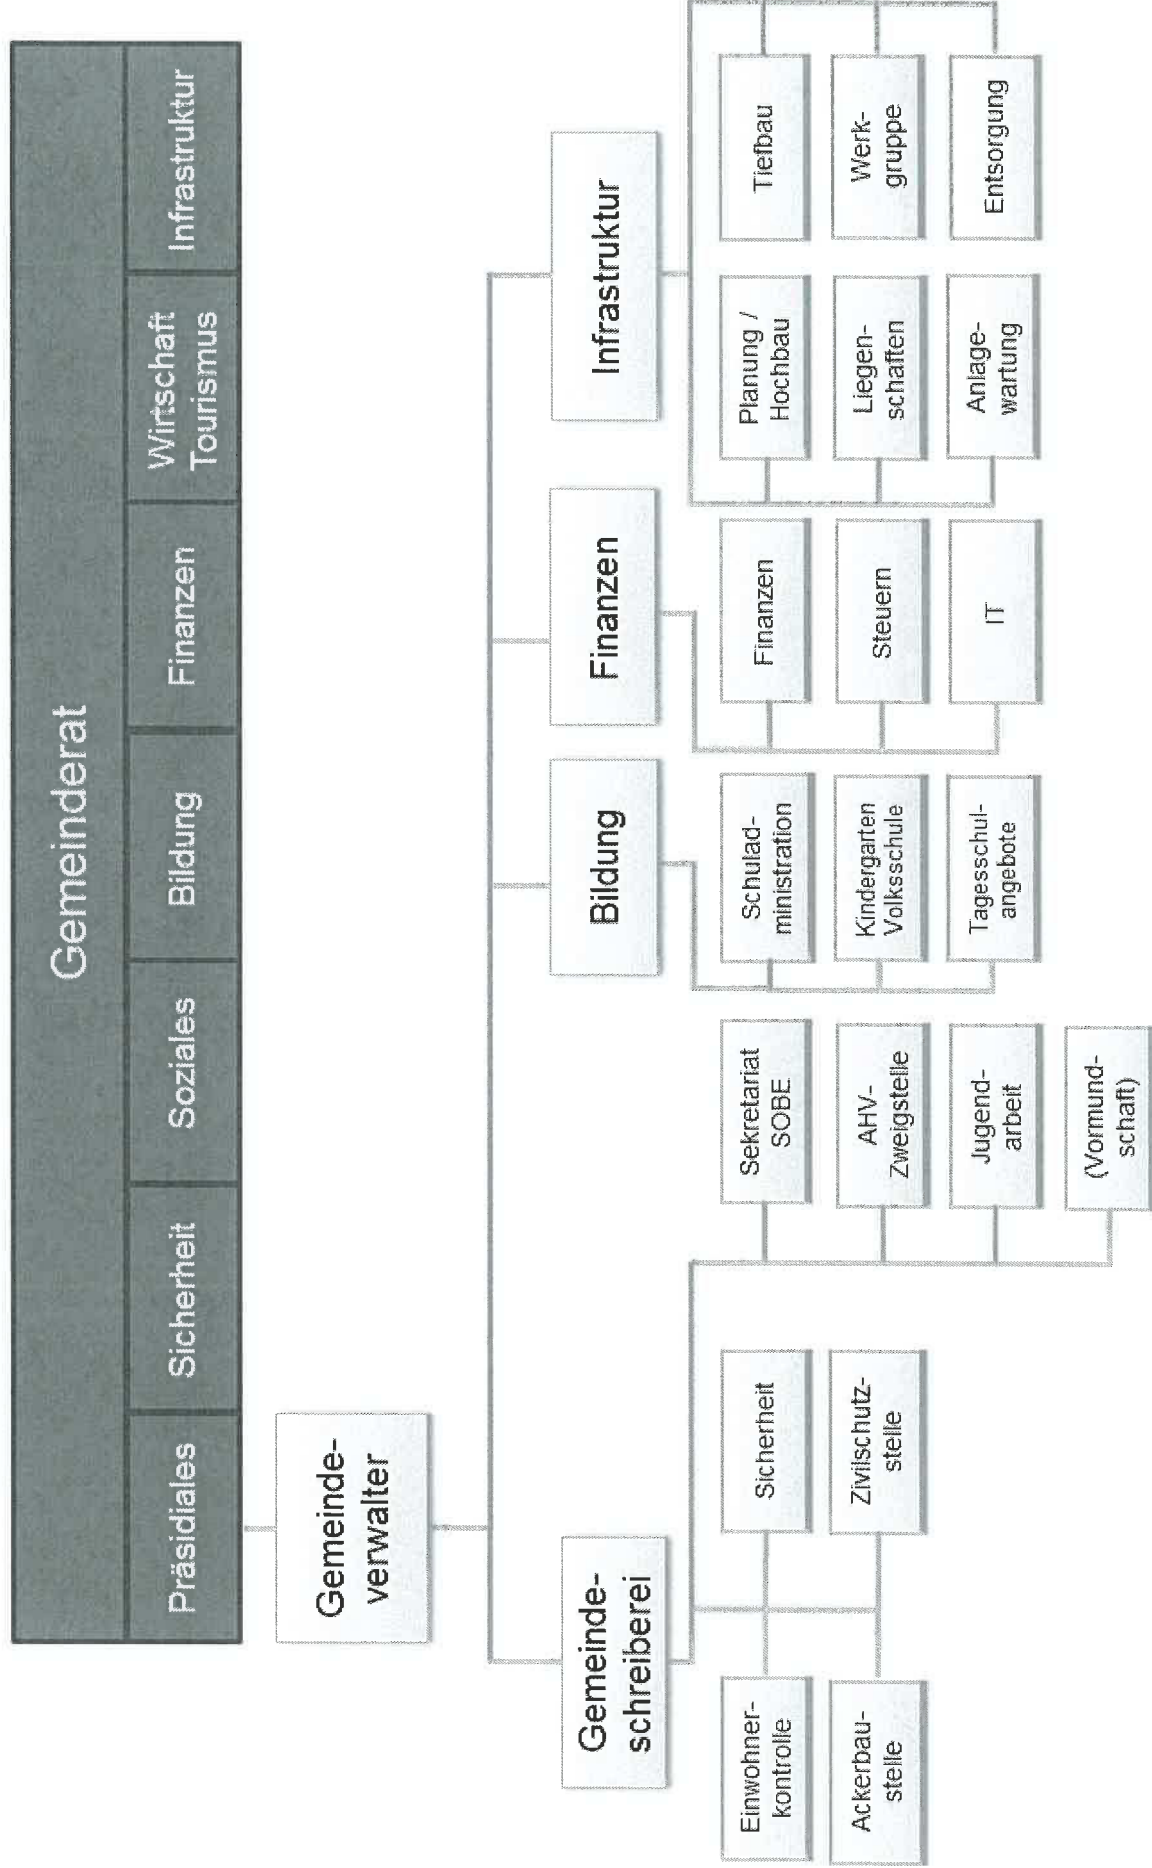 Gemeinderat
Präsidiales
Sicherheit
Soziales
Bildung
Finanzen
Wirtschaft
Tourismus
Infrastruktur
Gemeinde-
verwalter
Gemeinde-
schreiberei
Bildung
Finanzen
Infrastruktur
Einwohner-
kontrolle
Ackerbau-
stelle
Sicherheit
Zivilschutz-
stelle
Sekretariat
SOBE
AHV-
Zweigstelle
Jugend-
arbeit
(Vormund-
schaft)
Schulad-
ministration
Kindergarten
Volksschule
Tagesschul-
angebote
Finanzen
Steuern
IT
Planung /
Hochbau
Liegen-
schaften
Anlage-
wartung
Tiefbau
Werk-
gruppe
Entsorgung